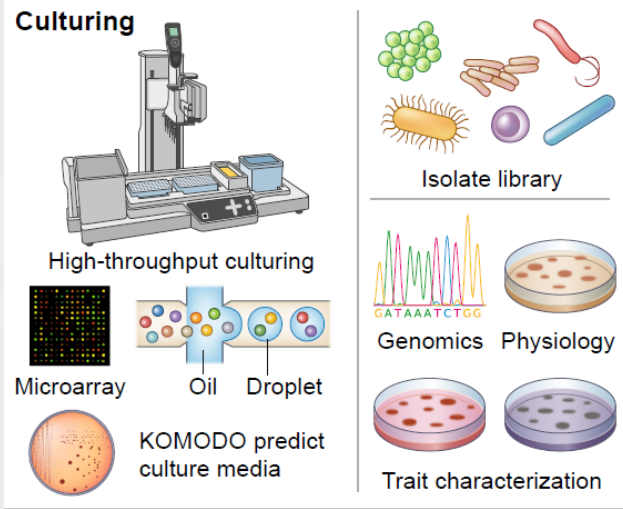 Culturing
High-throughput culturing
Microarray
Oil
Droplet
KOMODO predict
culture media
Isolate library
GATAAATCTGG
Genomics
Physiology
Trait characterization